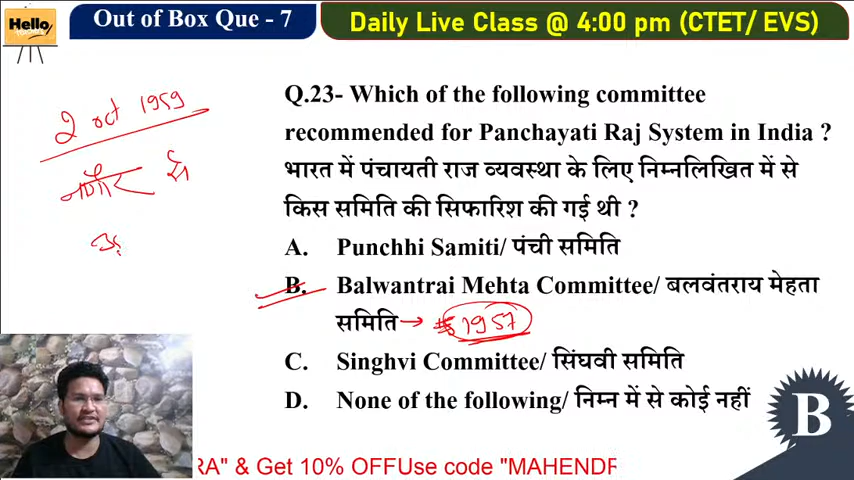 Hello
Out of Box Que - 7
Daily Live Class @ 4:00 pm (CTET/ EVS)
2 oct 1959
नागौर से
Q.23- Which of the following committee
recommended for Panchayati Raj System in India ?
भारत में पंचायती राज व्यवस्था के लिए निम्नलिखित में से
किस समिति की सिफारिश की गई थी ?
A. Punchhi Samiti/ पंची समिति
B. Balwantrai Mehta Committee/ बलवंतराय मेहता
समिति → 1957
C. Singhvi Committee/ सिंघवी समिति
D. None of the following/ निम्न में से कोई नहीं
B
RA" & Get 10% OFFUse code "MAHENDR